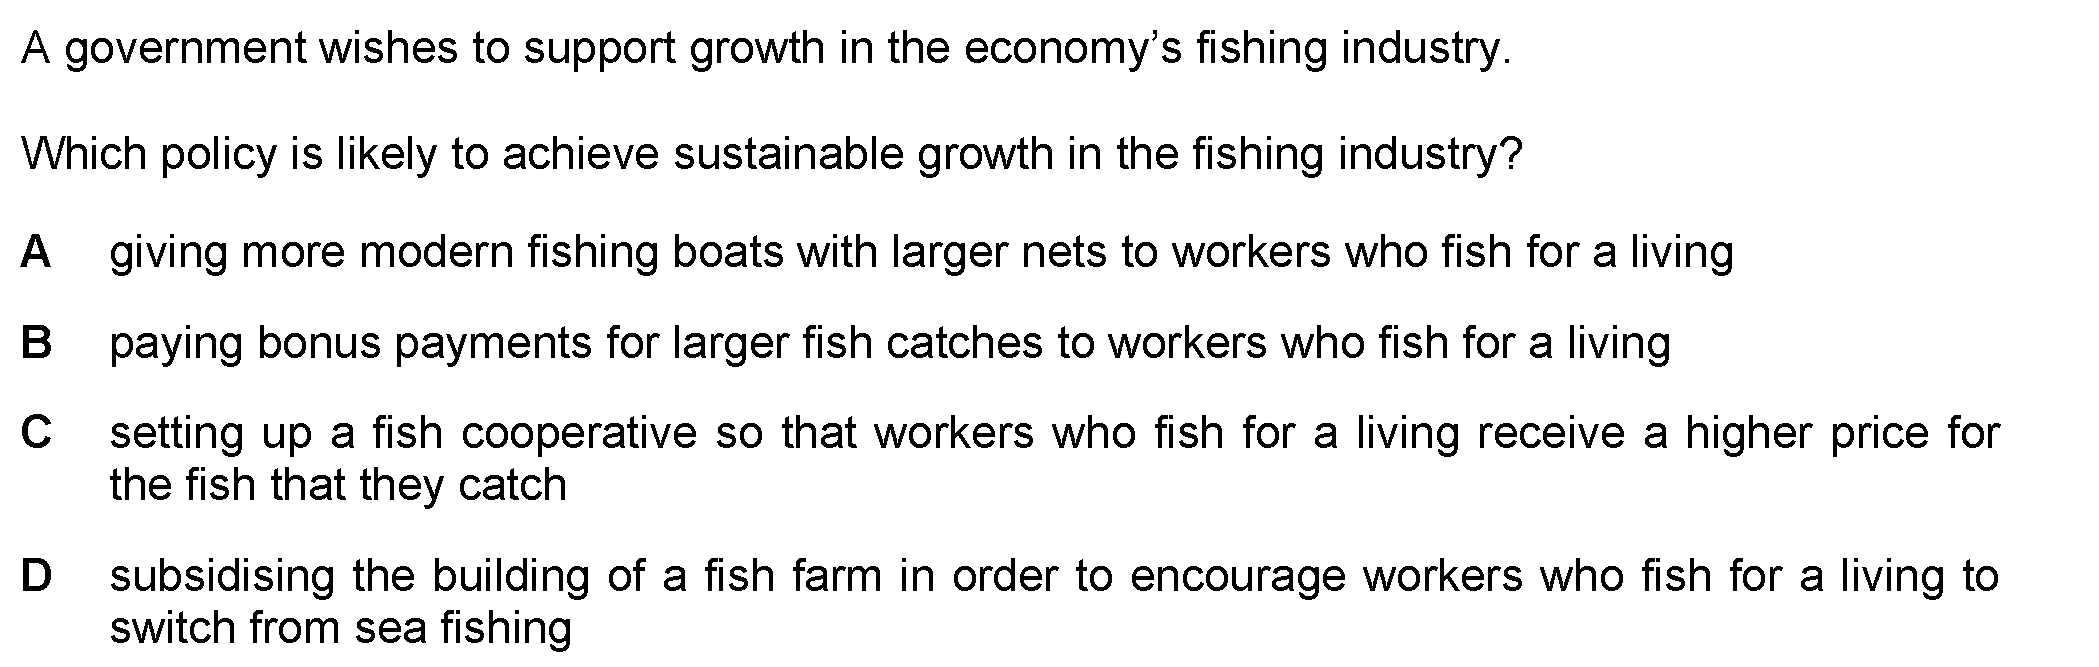 A government wishes to support growth in the economy’s fishing industry.
Which policy is likely to achieve sustainable growth in the fishing industry?
A giving more modern fishing boats with larger nets to workers who fish for a living
B paying bonus payments for larger fish catches to workers who fish for a living
C setting up a fish cooperative so that workers who fish for a living receive a higher price for
the fish that they catch
D subsidising the building of a fish farm in order to encourage workers who fish for a living to
switch from sea fishing